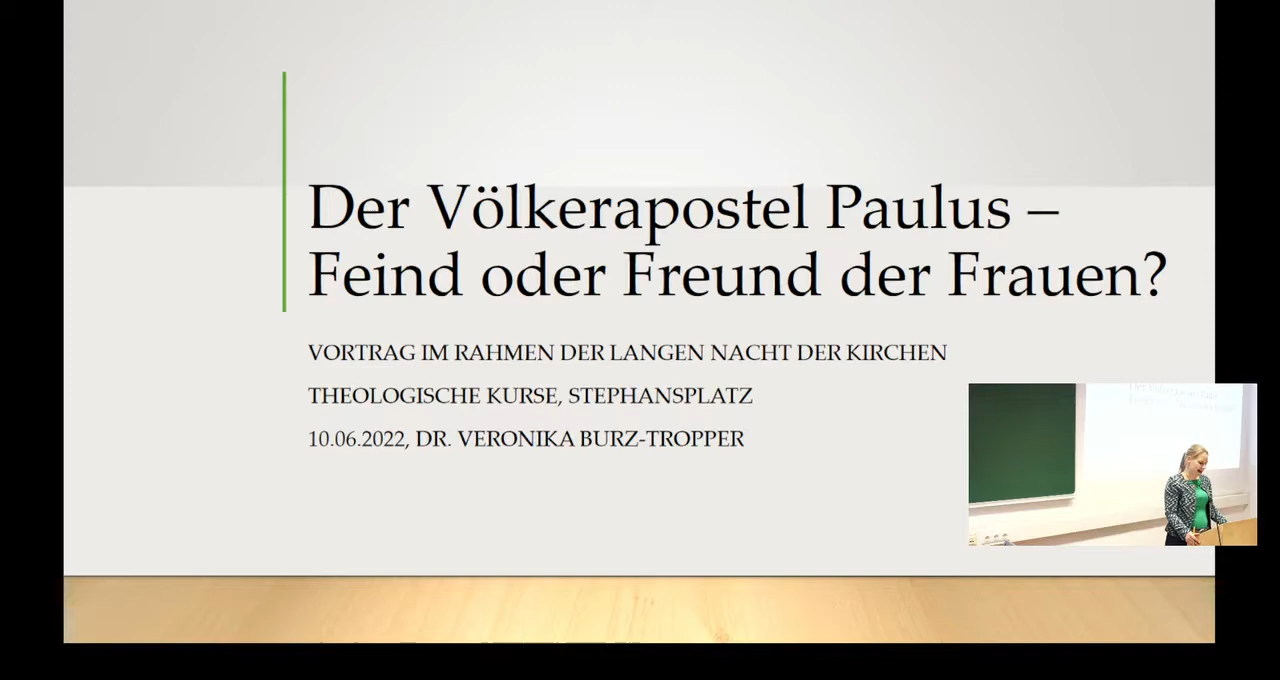 Der Völkerapostel Paulus –
Feind oder Freund der Frauen?
VORTRAG IM RAHMEN DER LANGEN NACHT DER KIRCHEN
THEOLOGISCHE KURSE, STEPHANSPLATZ
10.06.2022, DR. VERONIKA BURZ-TROPPER